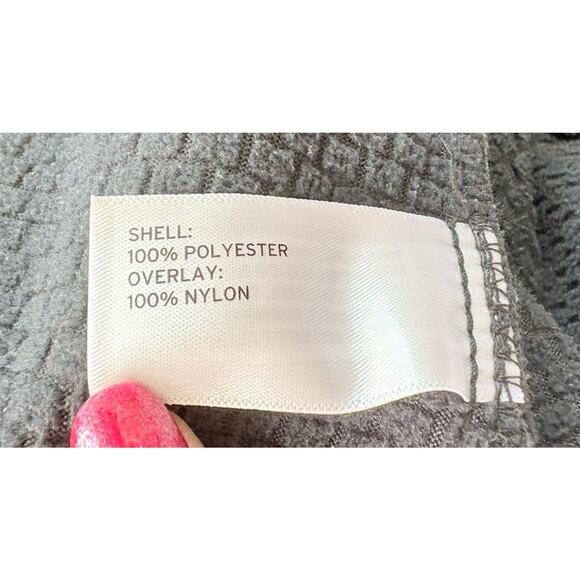 SHELL:
100% POLYESTER
OVERLAY:
100% NYLON